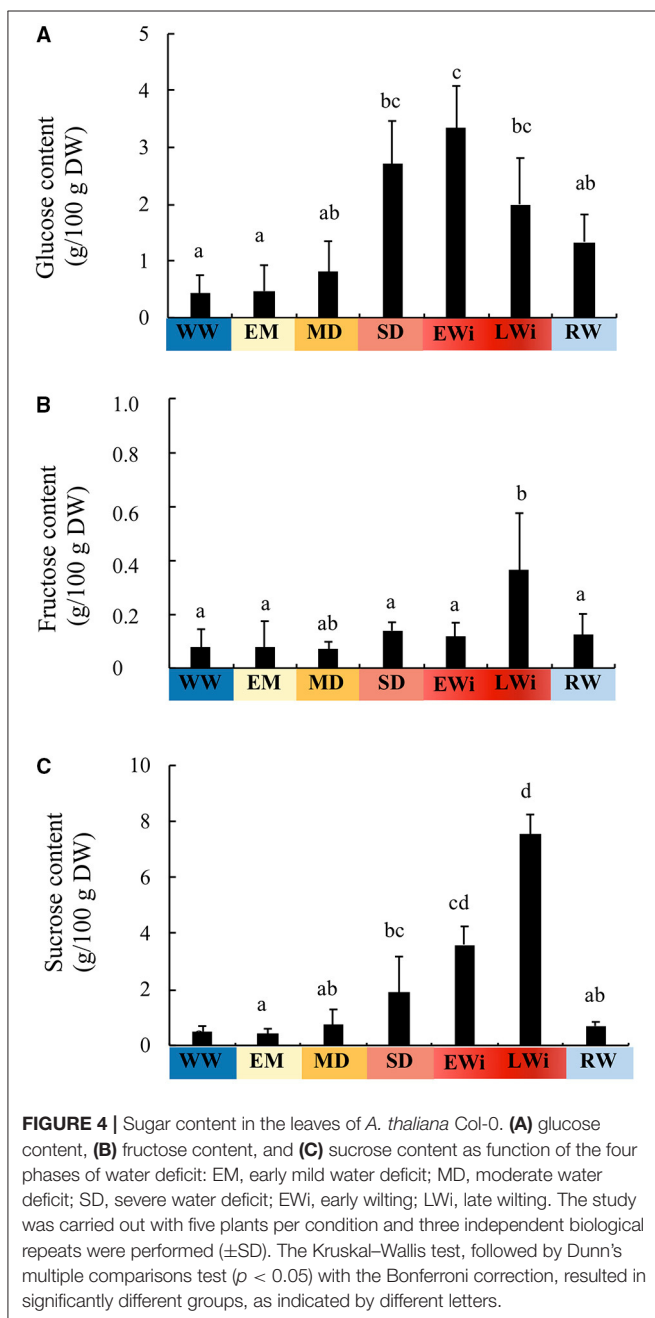 A
Glucose content
(g/100 g DW)
5
4
3
2
1
0
a
a
ab
bc
c
bc
ab
WW EM MD SD EWi LWi RW
B
Fructose content
(g/100 g DW)
1.0
0.8
0.6
0.4
0.2
0
a
a
ab
a
a
b
a
WW EM MD SD EWi LWi RW
C
Sucrose content
(g/100 g DW)
10
8
6
4
2
0
a
ab
bc
cd
d
ab
WW EM MD SD EWi LWi RW
FIGURE 4 | Sugar content in the leaves of A. thaliana Col-0. (A) glucose
content, (B) fructose content, and (C) sucrose content as function of the four
phases of water deficit: EM, early mild water deficit; MD, moderate water
deficit; SD, severe water deficit; EWi, early wilting; LWi, late wilting. The study
was carried out with five plants per condition and three independent biological
repeats were performed (±SD). The Kruskal–Wallis test, followed by Dunn's
multiple comparisons test (p < 0.05) with the Bonferroni correction, resulted in
significantly different groups, as indicated by different letters.